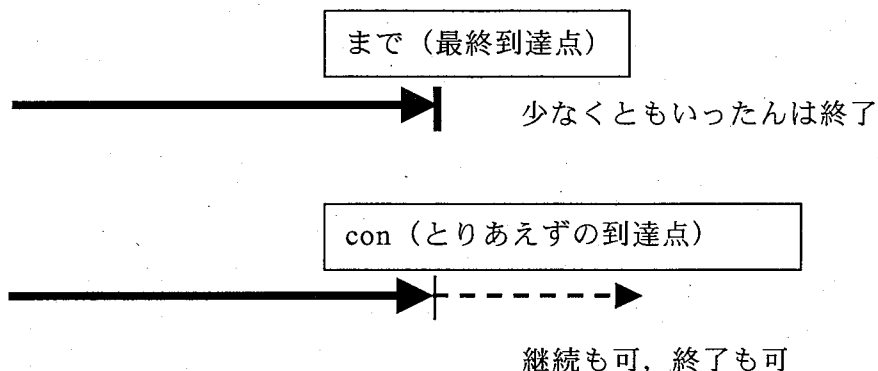 まで（最終到達点）
少なくともいったんは終了
con（とりあえずの到達点）
継続も可，終了も可